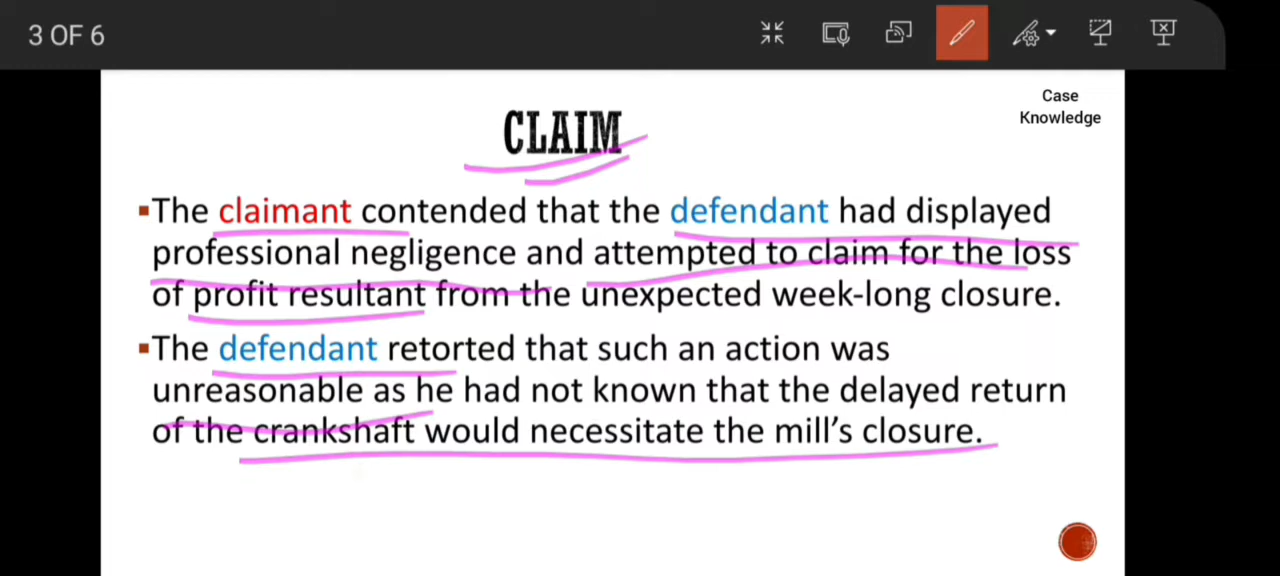 3 OF 6
Case
Knowledge
CLAIM
▪The claimant contended that the defendant had displayed
professional negligence and attempted to claim for the loss
of profit resultant from the unexpected week-long closure.
▪The defendant retorted that such an action was
unreasonable as he had not known that the delayed return
of the crankshaft would necessitate the mill’s closure.